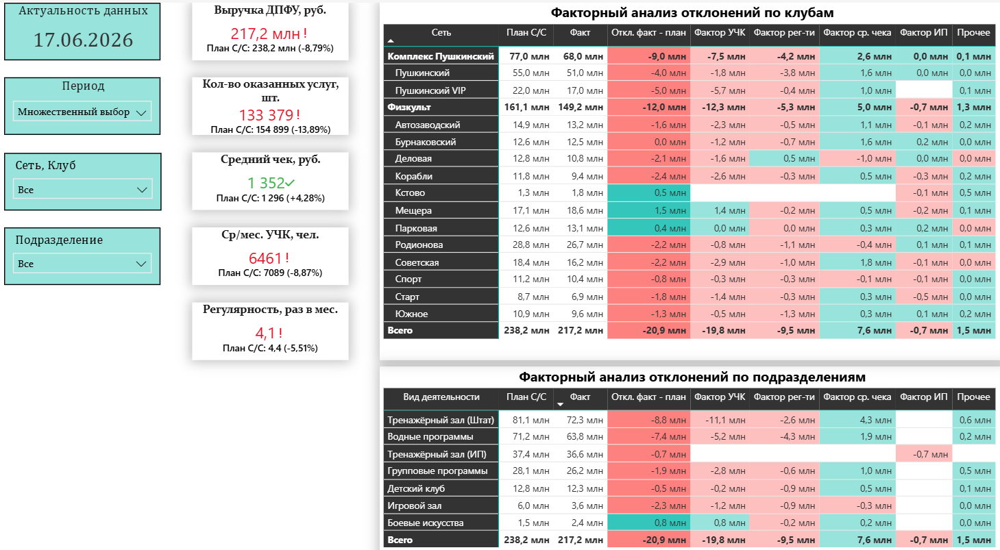 Актуальность данных
17.06.2026
Период
Множественный выбор
Сеть, Клуб
Все
Подразделение
Все
Выручка ДПФУ, руб.
217,2 млн!
План С/С: 238,2 млн (-8,79%)
Кол-во оказанных услуг,
шт.
133 379!
План С/С: 154 899 (-13,89%)
Средний чек, руб.
1 352
План С/С: 1 296 (+4,28%)
Ср/мес. УЧК, чел.
6461!
План С/С: 7089 (-8,87%)
Регулярность, раз в мес.
4,1!
План С/С: 4,4 (-5,51%)
Факторный анализ отклонений по клубам
Сеть План С/С Факт Откл. факт - план Фактор УЧК Фактор рег-ти Фактор ср. чека Фактор ИП Прочее
Комплекс Пушкинский 77,0 млн 68,0 млн -9,0 млн -7,5 млн -4,2 млн 2,6 млн 0,0 млн 0,1 млн
Пушкинский 55,0 млн 51,0 млн -4,0 млн -1,8 млн -3,8 млн 1,6 млн 0,0 млн 0,0 млн
Пушкинский VIP 22,0 млн 17,0 млн -5,0 млн -5,7 млн -0,4 млн 1,0 млн 0,1 млн
Физкульт 161,1 млн 149,2 млн -12,0 млн -12,3 млн -5,3 млн 5,0 млн -0,7 млн 1,3 млн
Автозаводский 14,9 млн 13,2 млн -1,6 млн -2,3 млн -0,5 млн 1,1 млн -0,1 млн 0,2 млн
Бурнаковский 12,6 млн 12,5 млн 0,0 млн -1,2 млн -0,7 млн 1,6 млн 0,2 млн 0,0 млн
Деловая 12,8 млн 10,8 млн -2,1 млн -1,6 млн 0,5 млн -1,0 млн 0,0 млн 0,0 млн
Корабли 11,8 млн 9,4 млн -2,4 млн -2,6 млн -0,3 млн 0,5 млн -0,3 млн 0,2 млн
Кстово 1,3 млн 1,8 млн 0,5 млн -0,1 млн 0,5 млн
Мещера 17,1 млн 18,6 млн 1,5 млн 1,4 млн -0,2 млн 0,5 млн -0,2 млн 0,1 млн
Парковая 12,6 млн 13,1 млн 0,4 млн 0,0 млн 0,0 млн 0,3 млн 0,2 млн 0,0 млн
Родионова 28,8 млн 26,7 млн -2,2 млн -0,8 млн -1,1 млн -0,4 млн 0,1 млн 0,1 млн
Советская 18,4 млн 16,2 млн -2,2 млн -2,9 млн -1,0 млн 1,8 млн -0,1 млн 0,0 млн
Спорт 11,2 млн 10,4 млн -0,8 млн -0,3 млн -0,3 млн -0,1 млн -0,1 млн 0,0 млн
Старт 8,7 млн 6,9 млн -1,8 млн -1,4 млн -0,3 млн 0,3 млн -0,5 млн 0,0 млн
Южное 10,9 млн 9,6 млн -1,3 млн -0,5 млн -1,3 млн 0,3 млн 0,1 млн 0,2 млн
Всего 238,2 млн 217,2 млн -20,9 млн -19,8 млн -9,5 млн 7,6 млн -0,7 млн 1,5 млн
Факторный анализ отклонений по подразделениям
Вид деятельности План С/С Факт Откл. факт - план Фактор УЧК Фактор рег-ти Фактор ср. чека Фактор ИП Прочее
Тренажёрный зал (Штат) 81,1 млн 72,3 млн -8,8 млн -11,1 млн -2,6 млн 4,3 млн 0,6 млн
Водные программы 71,2 млн 63,8 млн -7,4 млн -5,2 млн -4,3 млн 1,9 млн 0,2 млн
Тренажёрный зал (ИП) 37,4 млн 36,6 млн -0,7 млн -0,7 млн
Групповые программы 28,1 млн 26,2 млн -1,9 млн -2,8 млн -0,6 млн 1,0 млн 0,5 млн
Детский клуб 12,8 млн 12,3 млн -0,5 млн -0,2 млн -0,9 млн 0,5 млн 0,1 млн
Игровой зал 6,0 млн 3,6 млн -2,3 млн -1,2 млн -0,9 млн -0,3 млн 0,0 млн
Боевые искусства 1,5 млн 2,4 млн 0,8 млн 0,8 млн -0,2 млн 0,2 млн 0,0 млн
Всего 238,2 млн 217,2 млн -20,9 млн -19,8 млн -9,5 млн 7,6 млн -0,7 млн 1,5 млн